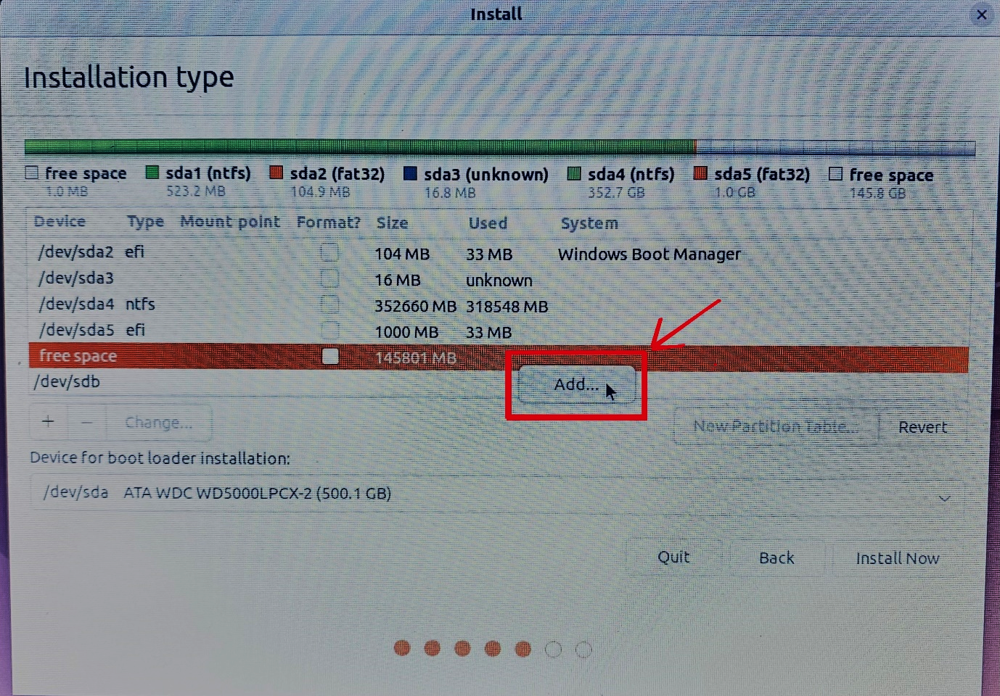 Install
Installation type
free space sda1 (ntfs) sda2 (fat32) sda3 (unknown) sda4 (ntfs) sda5 (fat32) free space
1.0 MB 523.2 MB 104.9 MB 16.8 MB 352.7 GB 1.0 GB 145.8 GB
Device Type Mount point Format? Size Used System
/dev/sda2 efi 104 MB 33 MB Windows Boot Manager
/dev/sda3 16 MB unknown
/dev/sda4 ntfs 352660 MB 318548 MB
/dev/sda5 efi 1000 MB 33 MB
free space 145801 MB
/dev/sdb
Add...
+ − Change... New Partition Table... Revert
Device for boot loader installation:
/dev/sda ATA WDC WD5000LPCX-2 (500.1 GB)
Quit Back Install Now